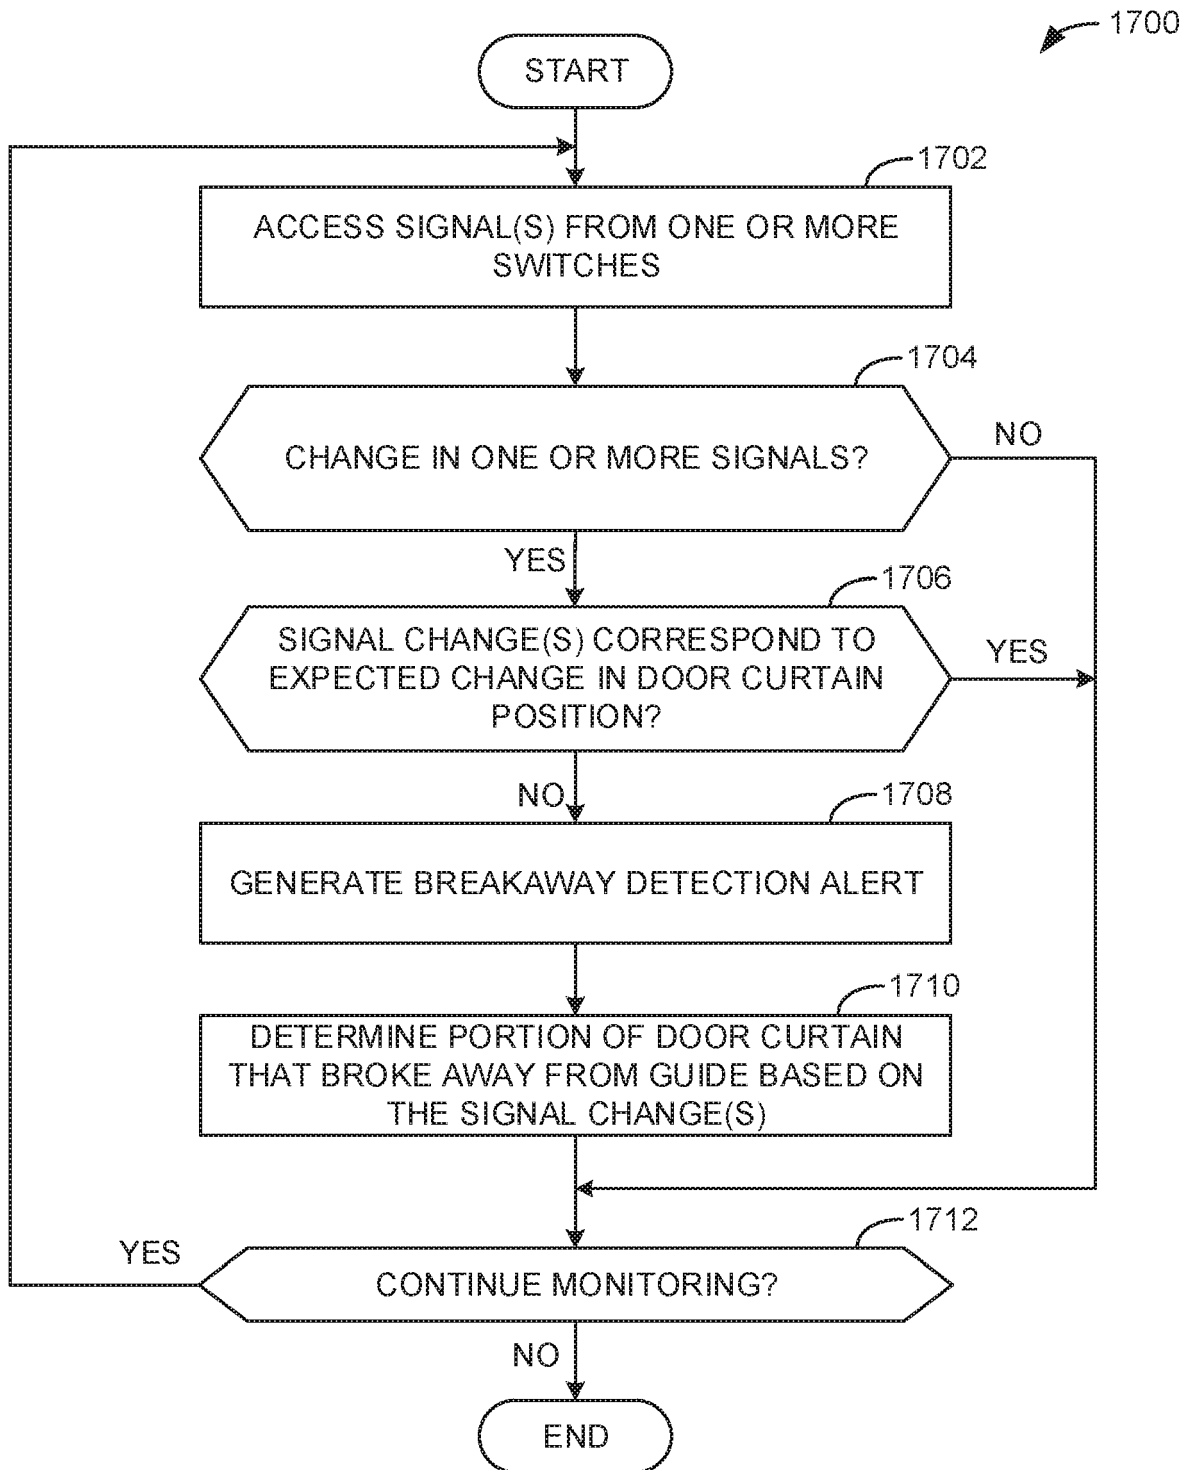 1700
START
1702
ACCESS SIGNAL(S) FROM ONE OR MORE
SWITCHES
1704
CHANGE IN ONE OR MORE SIGNALS?
NO
YES
1706
SIGNAL CHANGE(S) CORRESPOND TO
EXPECTED CHANGE IN DOOR CURTAIN
POSITION?
YES
NO
1708
GENERATE BREAKAWAY DETECTION ALERT
1710
DETERMINE PORTION OF DOOR CURTAIN
THAT BROKE AWAY FROM GUIDE BASED ON
THE SIGNAL CHANGE(S)
1712
YES
CONTINUE MONITORING?
NO
END